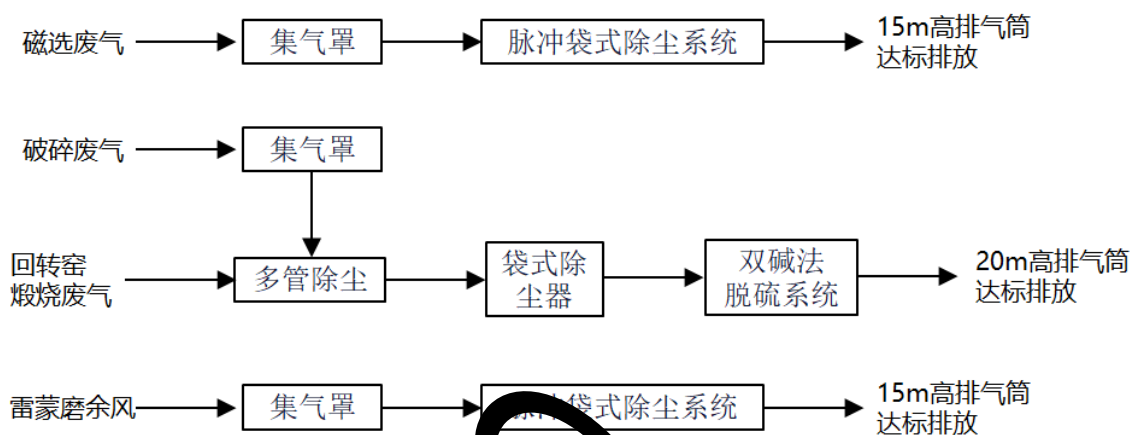 磁选废气
集气罩
脉冲袋式除尘系统
15m高排气筒
达标排放
破碎废气
集气罩
回转窑
煅烧废气
多管除尘
袋式除
尘器
双碱法
脱硫系统
20m高排气筒
达标排放
雷蒙磨余风
集气罩
脉冲袋式除尘系统
15m高排气筒
达标排放